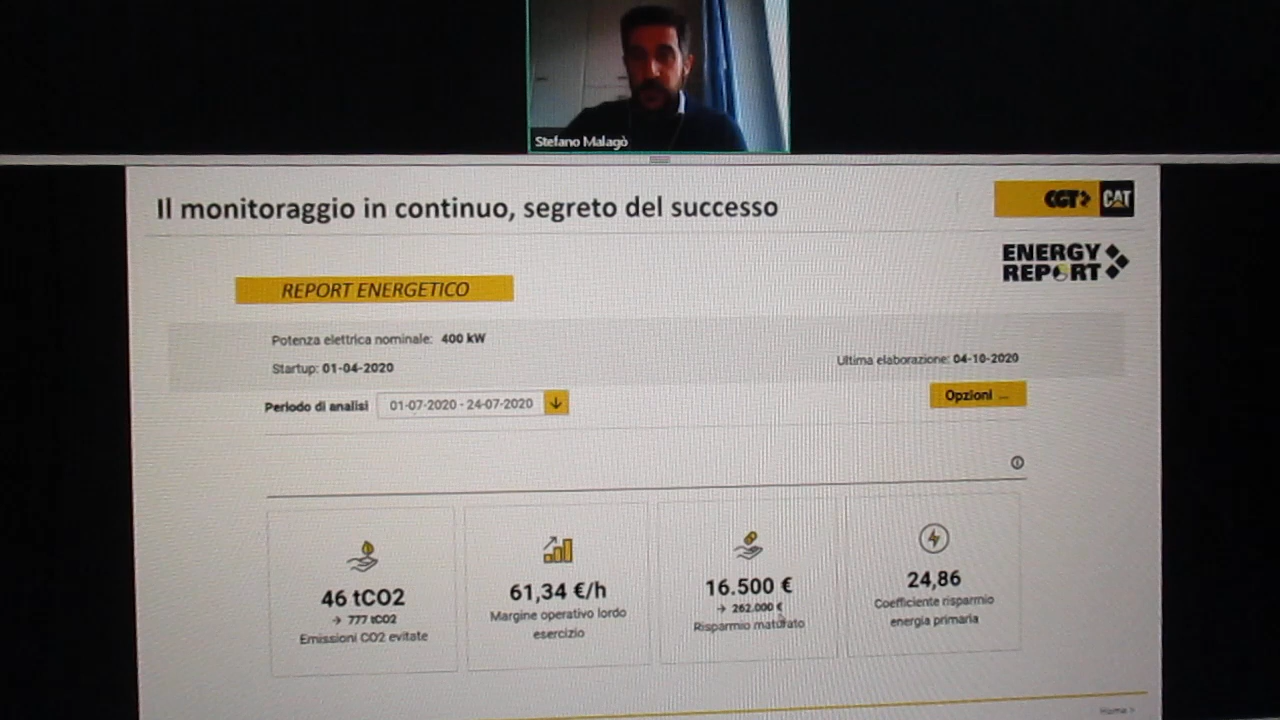 Stefano Malagò
Il monitoraggio in continuo, segreto del successo
CGT CAT
ENERGY
REPORT
REPORT ENERGETICO
Potenza elettrica nominale: 400 kW
Startup: 01-04-2020
Ultima elaborazione: 04-10-2020
Periodo di analisi 01-07-2020 - 24-07-2020
Opzioni ...
46 tCO2
→ 777 tCO2
Emissioni CO2 evitate
61,34 €/h
Margine operativo lordo
esercizio
16.500 €
→ 262.000 €
Risparmio maturato
24,86
Coefficiente risparmio
energia primaria
Home >